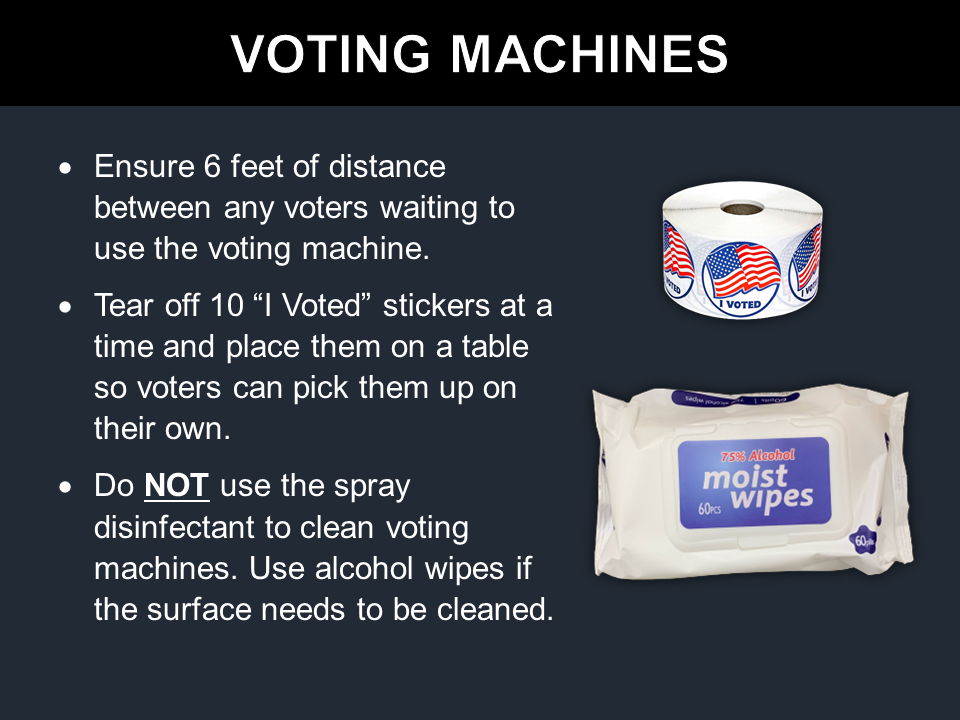 VOTING MACHINES
• Ensure 6 feet of distance
between any voters waiting to
use the voting machine.
• Tear off 10 “I Voted” stickers at a
time and place them on a table
so voters can pick them up on
their own.
• Do NOT use the spray
disinfectant to clean voting
machines. Use alcohol wipes if
the surface needs to be cleaned.
VOTED
I VOTED
I VOTED
75% Alcohol
moist
wipes
60PCS